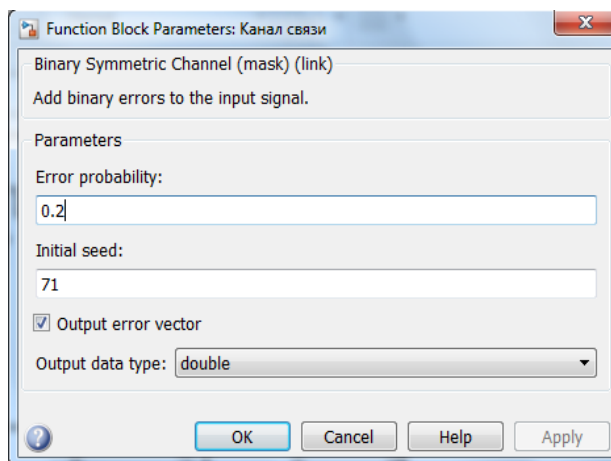 Function Block Parameters: Канал связи
Binary Symmetric Channel (mask) (link)
Add binary errors to the input signal.
Parameters
Error probability:
0.2
Initial seed:
71
Output error vector
Output data type: double
OK Cancel Help Apply